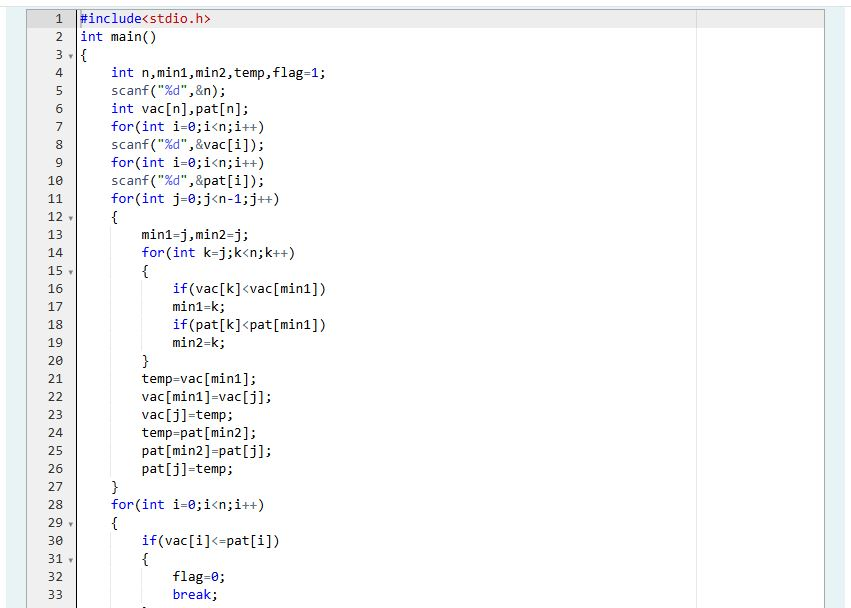 1 #include<stdio.h>
2 int main()
3 {
4 int n,min1,min2,temp,flag=1;
5 scanf("%d",&n);
6 int vac[n],pat[n];
7 for(int i=0;i<n;i++)
8 scanf("%d",&vac[i]);
9 for(int i=0;i<n;i++)
10 scanf("%d",&pat[i]);
11 for(int j=0;j<n-1;j++)
12 {
13 min1=j,min2=j;
14 for(int k=j;k<n;k++)
15 {
16 if(vac[k]<vac[min1])
17 min1=k;
18 if(pat[k]<pat[min1])
19 min2=k;
20 }
21 temp=vac[min1];
22 vac[min1]=vac[j];
23 vac[j]=temp;
24 temp=pat[min2];
25 pat[min2]=pat[j];
26 pat[j]=temp;
27 }
28 for(int i=0;i<n;i++)
29 {
30 if(vac[i]<=pat[i])
31 {
32 flag=0;
33 break;